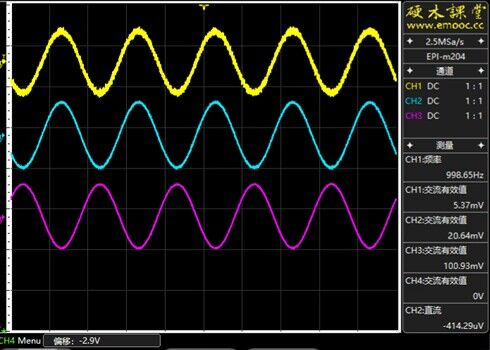 硬木課堂
www.emooc.cc
2.5MSa/s
EPI-m204
通道
CH1 DC 1:1
CH2 DC 1:1
CH3 DC 1:1
测量
CH1:频率
998.65Hz
CH1:交流有效值
5.37mV
CH2:交流有效值
20.64mV
CH3:交流有效值
100.93mV
CH4:交流有效值
0V
CH2:直流
-414.29uV
CH4 Menu 偏移: -2.9V